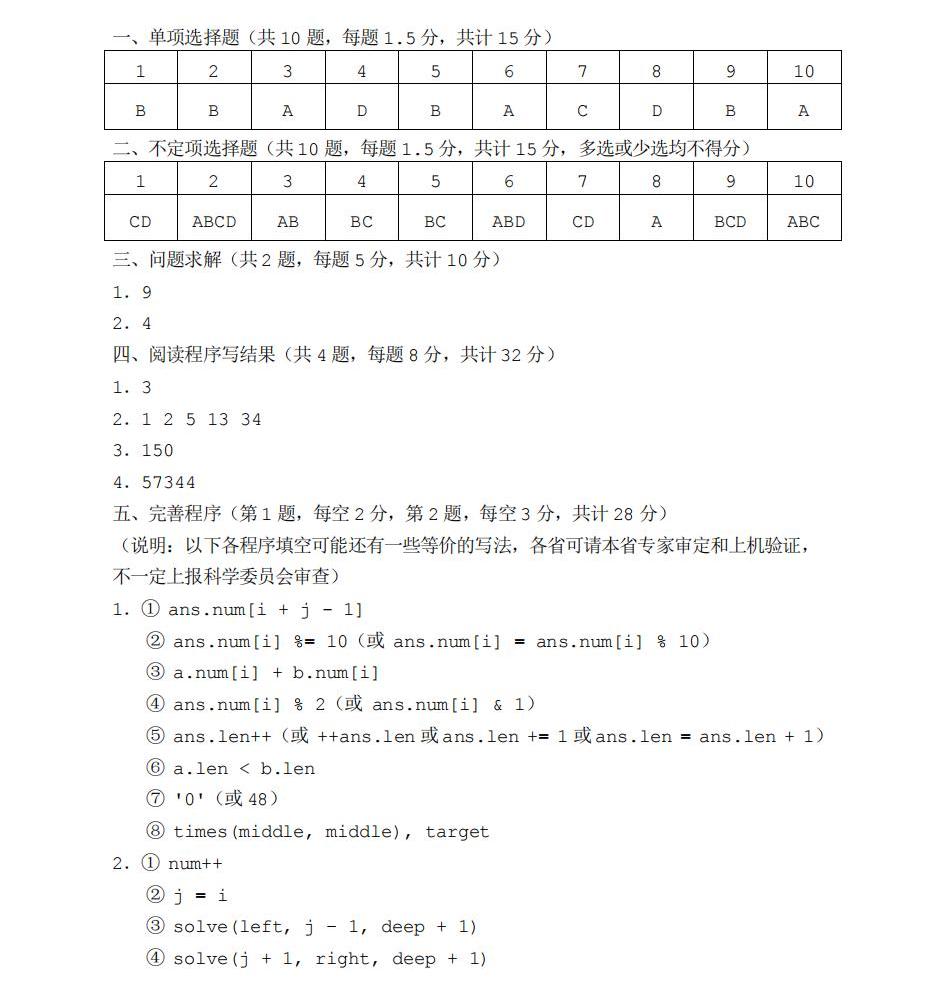 一、单项选择题（共 10 题，每题 1.5 分，共计 15 分）
1 2 3 4 5 6 7 8 9 10
B B A D B A C D B A
二、不定项选择题（共 10 题，每题 1.5 分，共计 15 分，多选或少选均不得分）
1 2 3 4 5 6 7 8 9 10
CD ABCD AB BC BC ABD CD A BCD ABC
三、问题求解（共 2 题，每题 5 分，共计 10 分）
1. 9
2. 4
四、阅读程序写结果（共 4 题，每题 8 分，共计 32 分）
1. 3
2. 1 2 5 13 34
3. 150
4. 57344
五、完善程序（第 1 题，每空 2 分，第 2 题，每空 3 分，共计 28 分）
（说明：以下各程序填空可能还有一些等价的写法，各省可请本省专家审定和上机验证，
不一定上报科学委员会审查）
1. ① ans.num[i + j - 1]
② ans.num[i] %= 10（或 ans.num[i] = ans.num[i] % 10）
③ a.num[i] + b.num[i]
④ ans.num[i] % 2（或 ans.num[i] & 1）
⑤ ans.len++（或 ++ans.len 或 ans.len += 1 或 ans.len = ans.len + 1）
⑥ a.len < b.len
⑦ '0'（或 48）
⑧ times(middle, middle), target
2. ① num++
② j = i
③ solve(left, j - 1, deep + 1)
④ solve(j + 1, right, deep + 1)